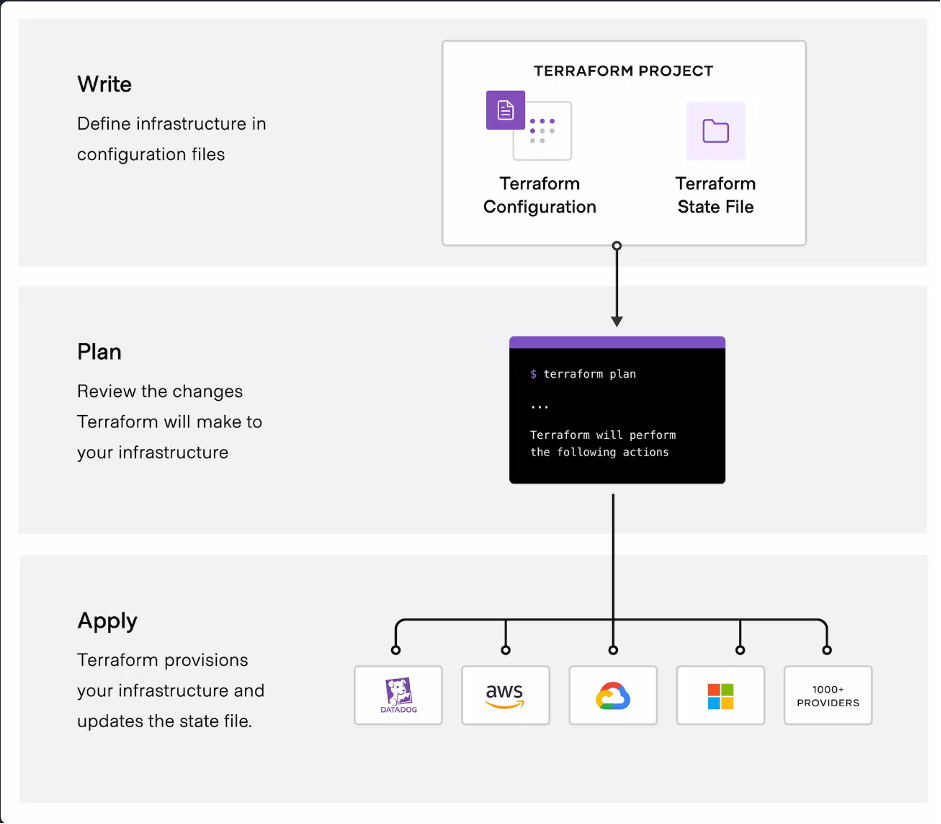 Write
Define infrastructure in
configuration files
TERRAFORM PROJECT
Terraform
Configuration
Terraform
State File
Plan
Review the changes
Terraform will make to
your infrastructure
$ terraform plan
...
Terraform will perform
the following actions
Apply
Terraform provisions
your infrastructure and
updates the state file.
DATADOG
aws
1000+
PROVIDERS